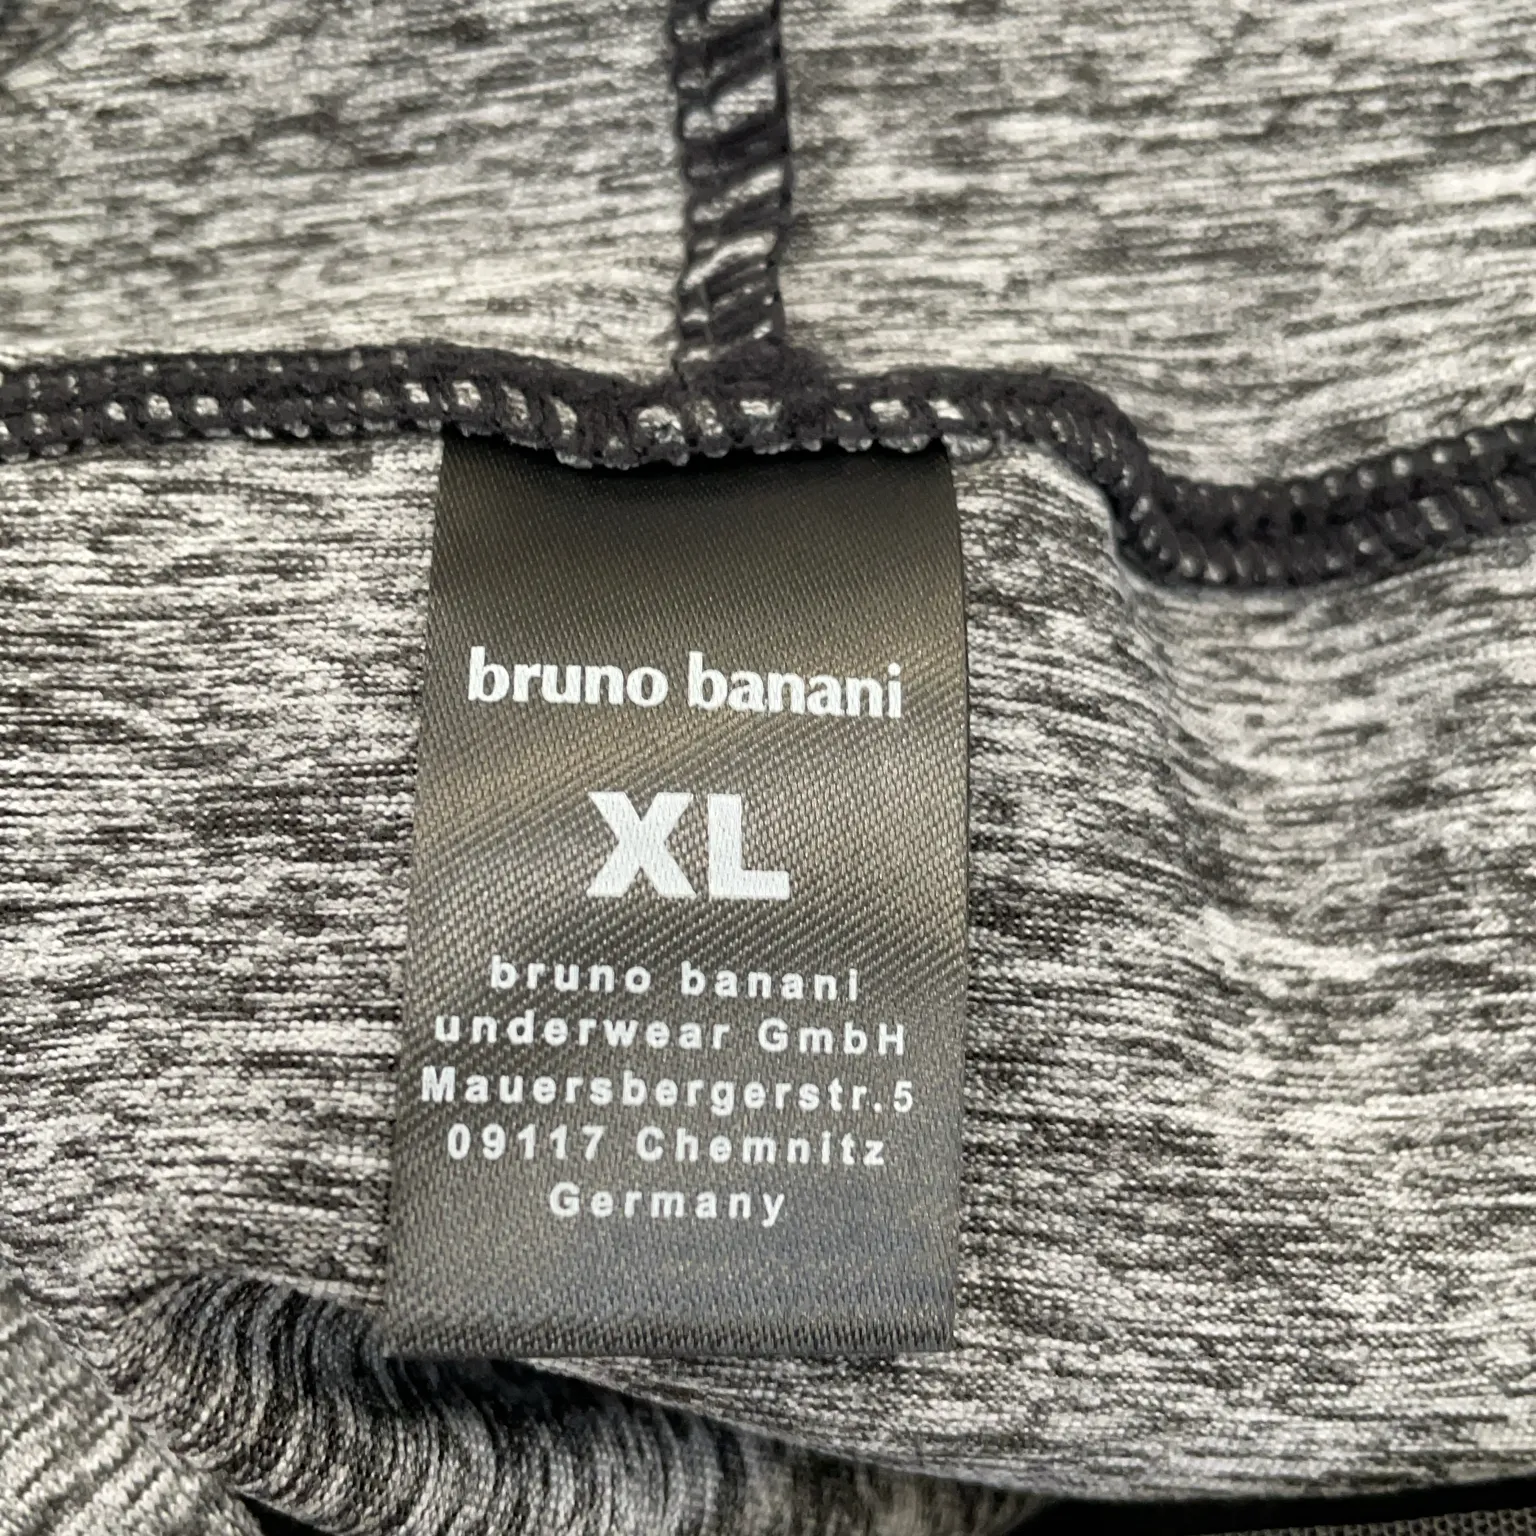 bruno banani
XL
bruno banani
underwear GmbH
Mauersbergerstr.5
09117 Chemnitz
Germany